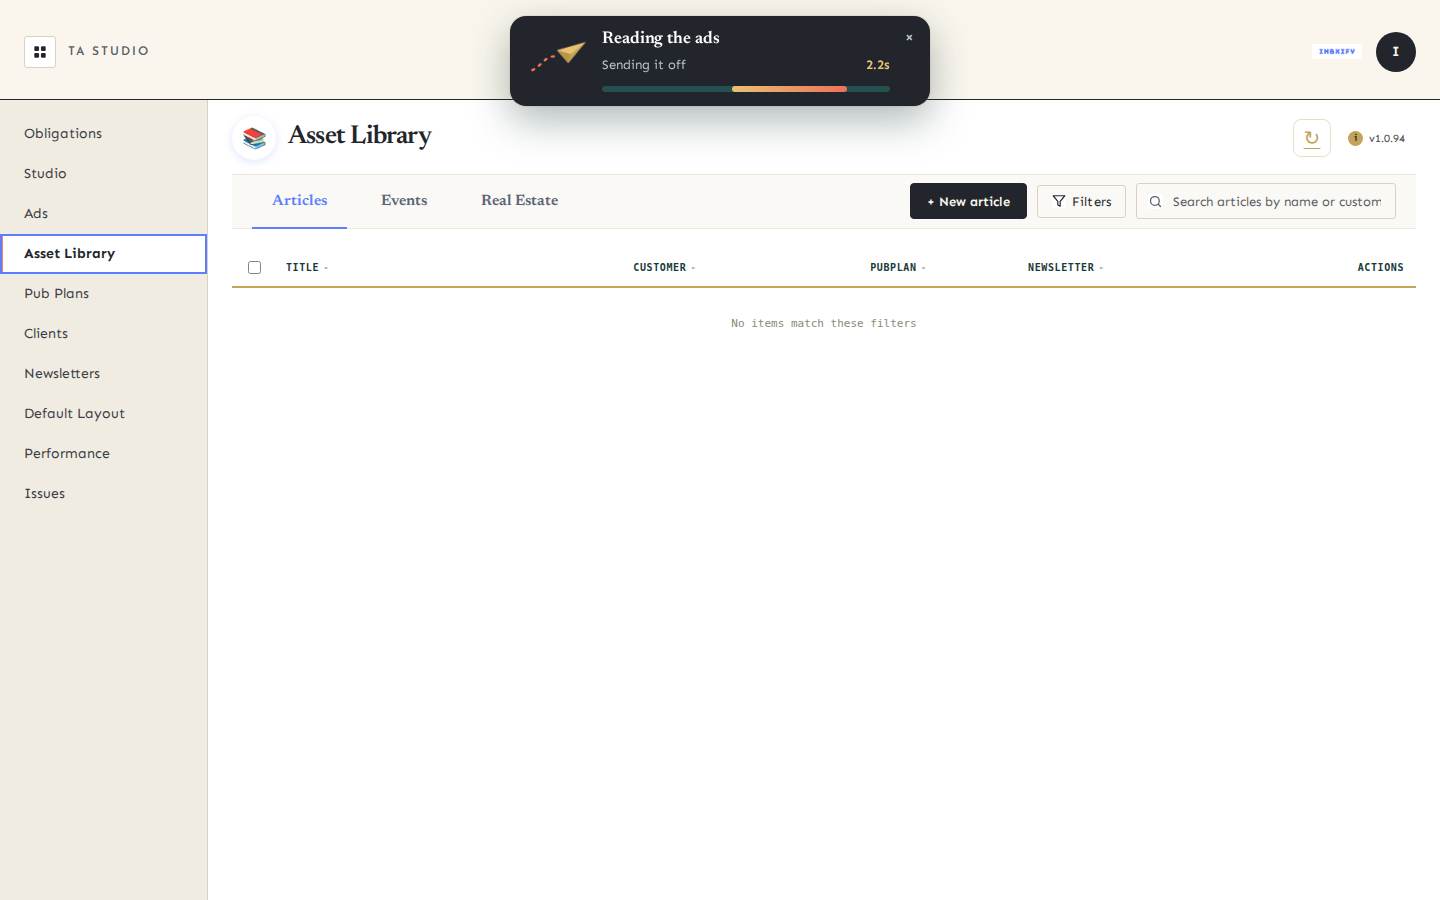 TA STUDIO
Reading the ads
×
Sending it off
2.2s
INBXIFY
I
Obligations
Studio
Ads
Asset Library
Pub Plans
Clients
Newsletters
Default Layout
Performance
Issues
Asset Library
↻
i
v1.0.94
Articles
Events
Real Estate
+ New article
Filters
Search articles by name or custom
TITLE -
CUSTOMER -
PUBPLAN -
NEWSLETTER -
ACTIONS
No items match these filters